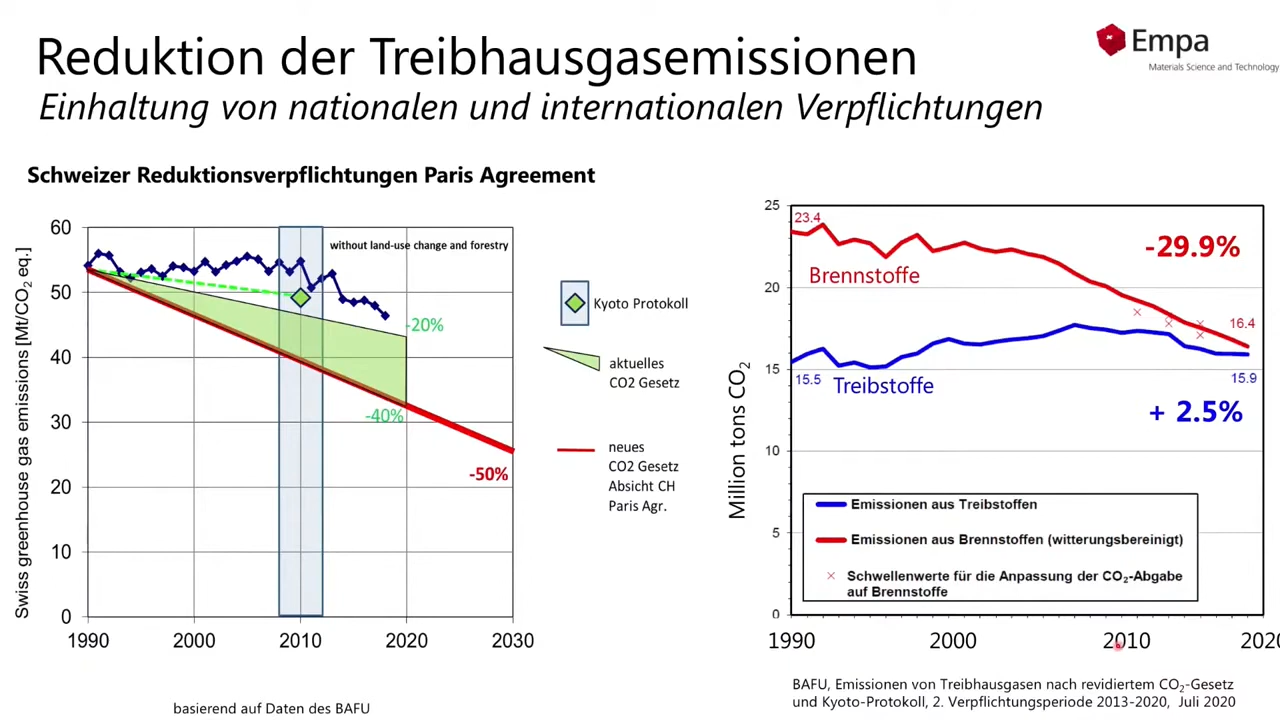 Reduktion der Treibhausgasemissionen
Einhaltung von nationalen und internationalen Verpflichtungen
Empa
Materials Science and Technology
Schweizer Reduktionsverpflichtungen Paris Agreement
Swiss greenhouse gas emissions [Mt/CO₂ eq.]
60
50
40
30
20
10
0
1990
2000
2010
2020
2030
without land-use change and forestry
-20%
-40%
-50%
Kyoto Protokoll
aktuelles
CO2 Gesetz
neues
CO2 Gesetz
Absicht CH
Paris Agr.
basierend auf Daten des BAFU
Million tons CO₂
25
20
15
10
5
0
1990
2000
2010
23.4
-29.9%
Brennstoffe
16.4
15.5
Treibstoffe
15.9
+ 2.5%
Emissionen aus Treibstoffen
Emissionen aus Brennstoffen (witterungsbereinigt)
Schwellenwerte für die Anpassung der CO₂-Abgabe
auf Brennstoffe
BAFU, Emissionen von Treibhausgasen nach revidiertem CO₂-Gesetz
und Kyoto-Protokoll, 2. Verpflichtungsperiode 2013-2020, Juli 2020